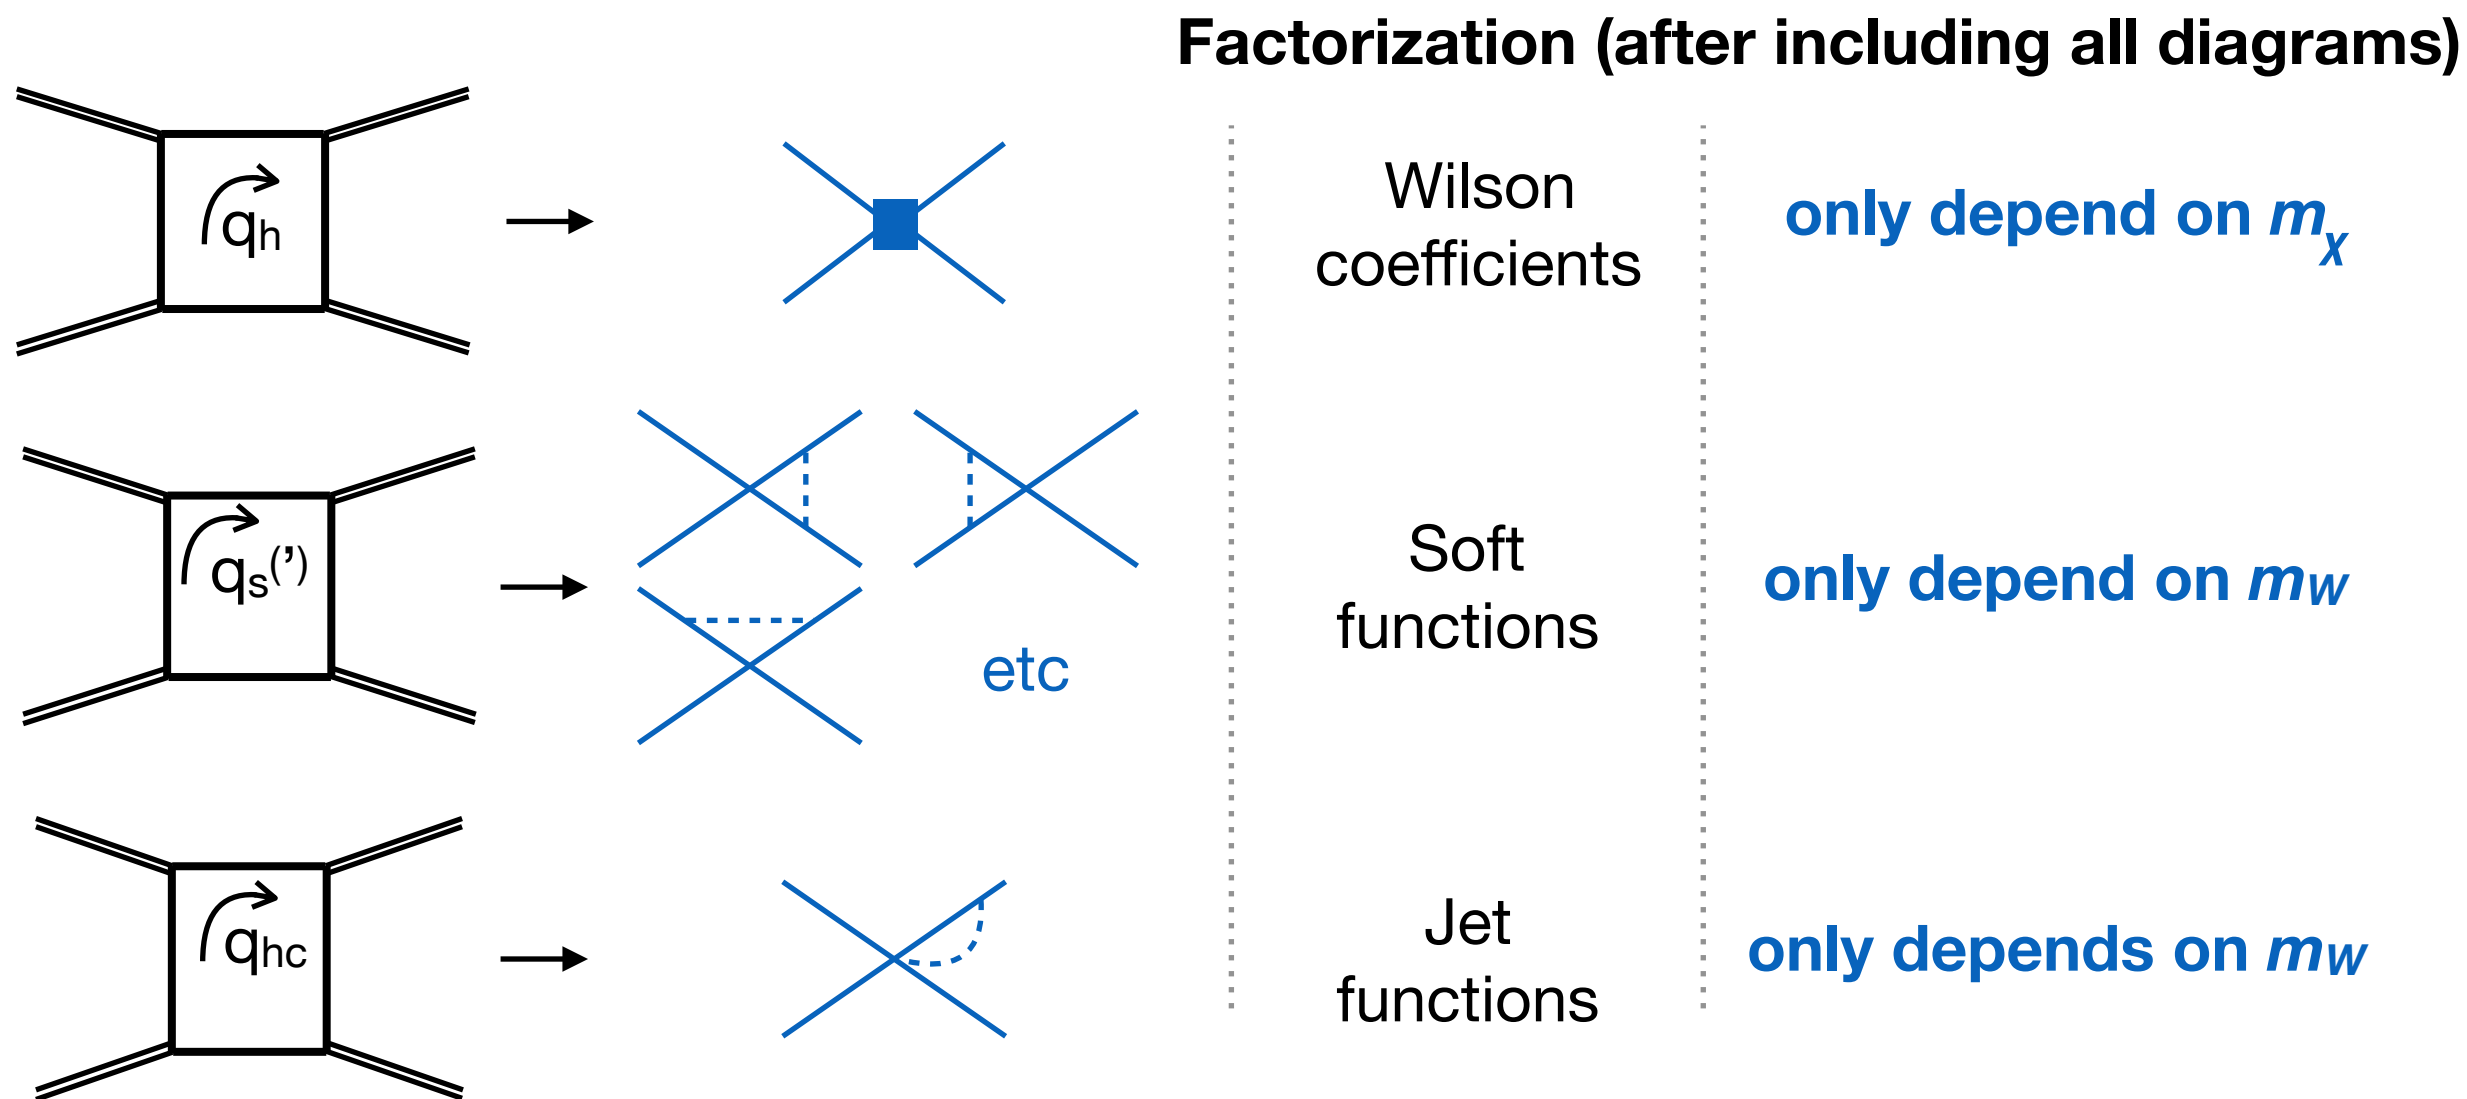 Factorization (after including all diagrams)
qh
Wilson
coefficients
only depend on mχ
qs(’)
etc
Soft
functions
only depend on mW
qhc
Jet
functions
only depends on mW